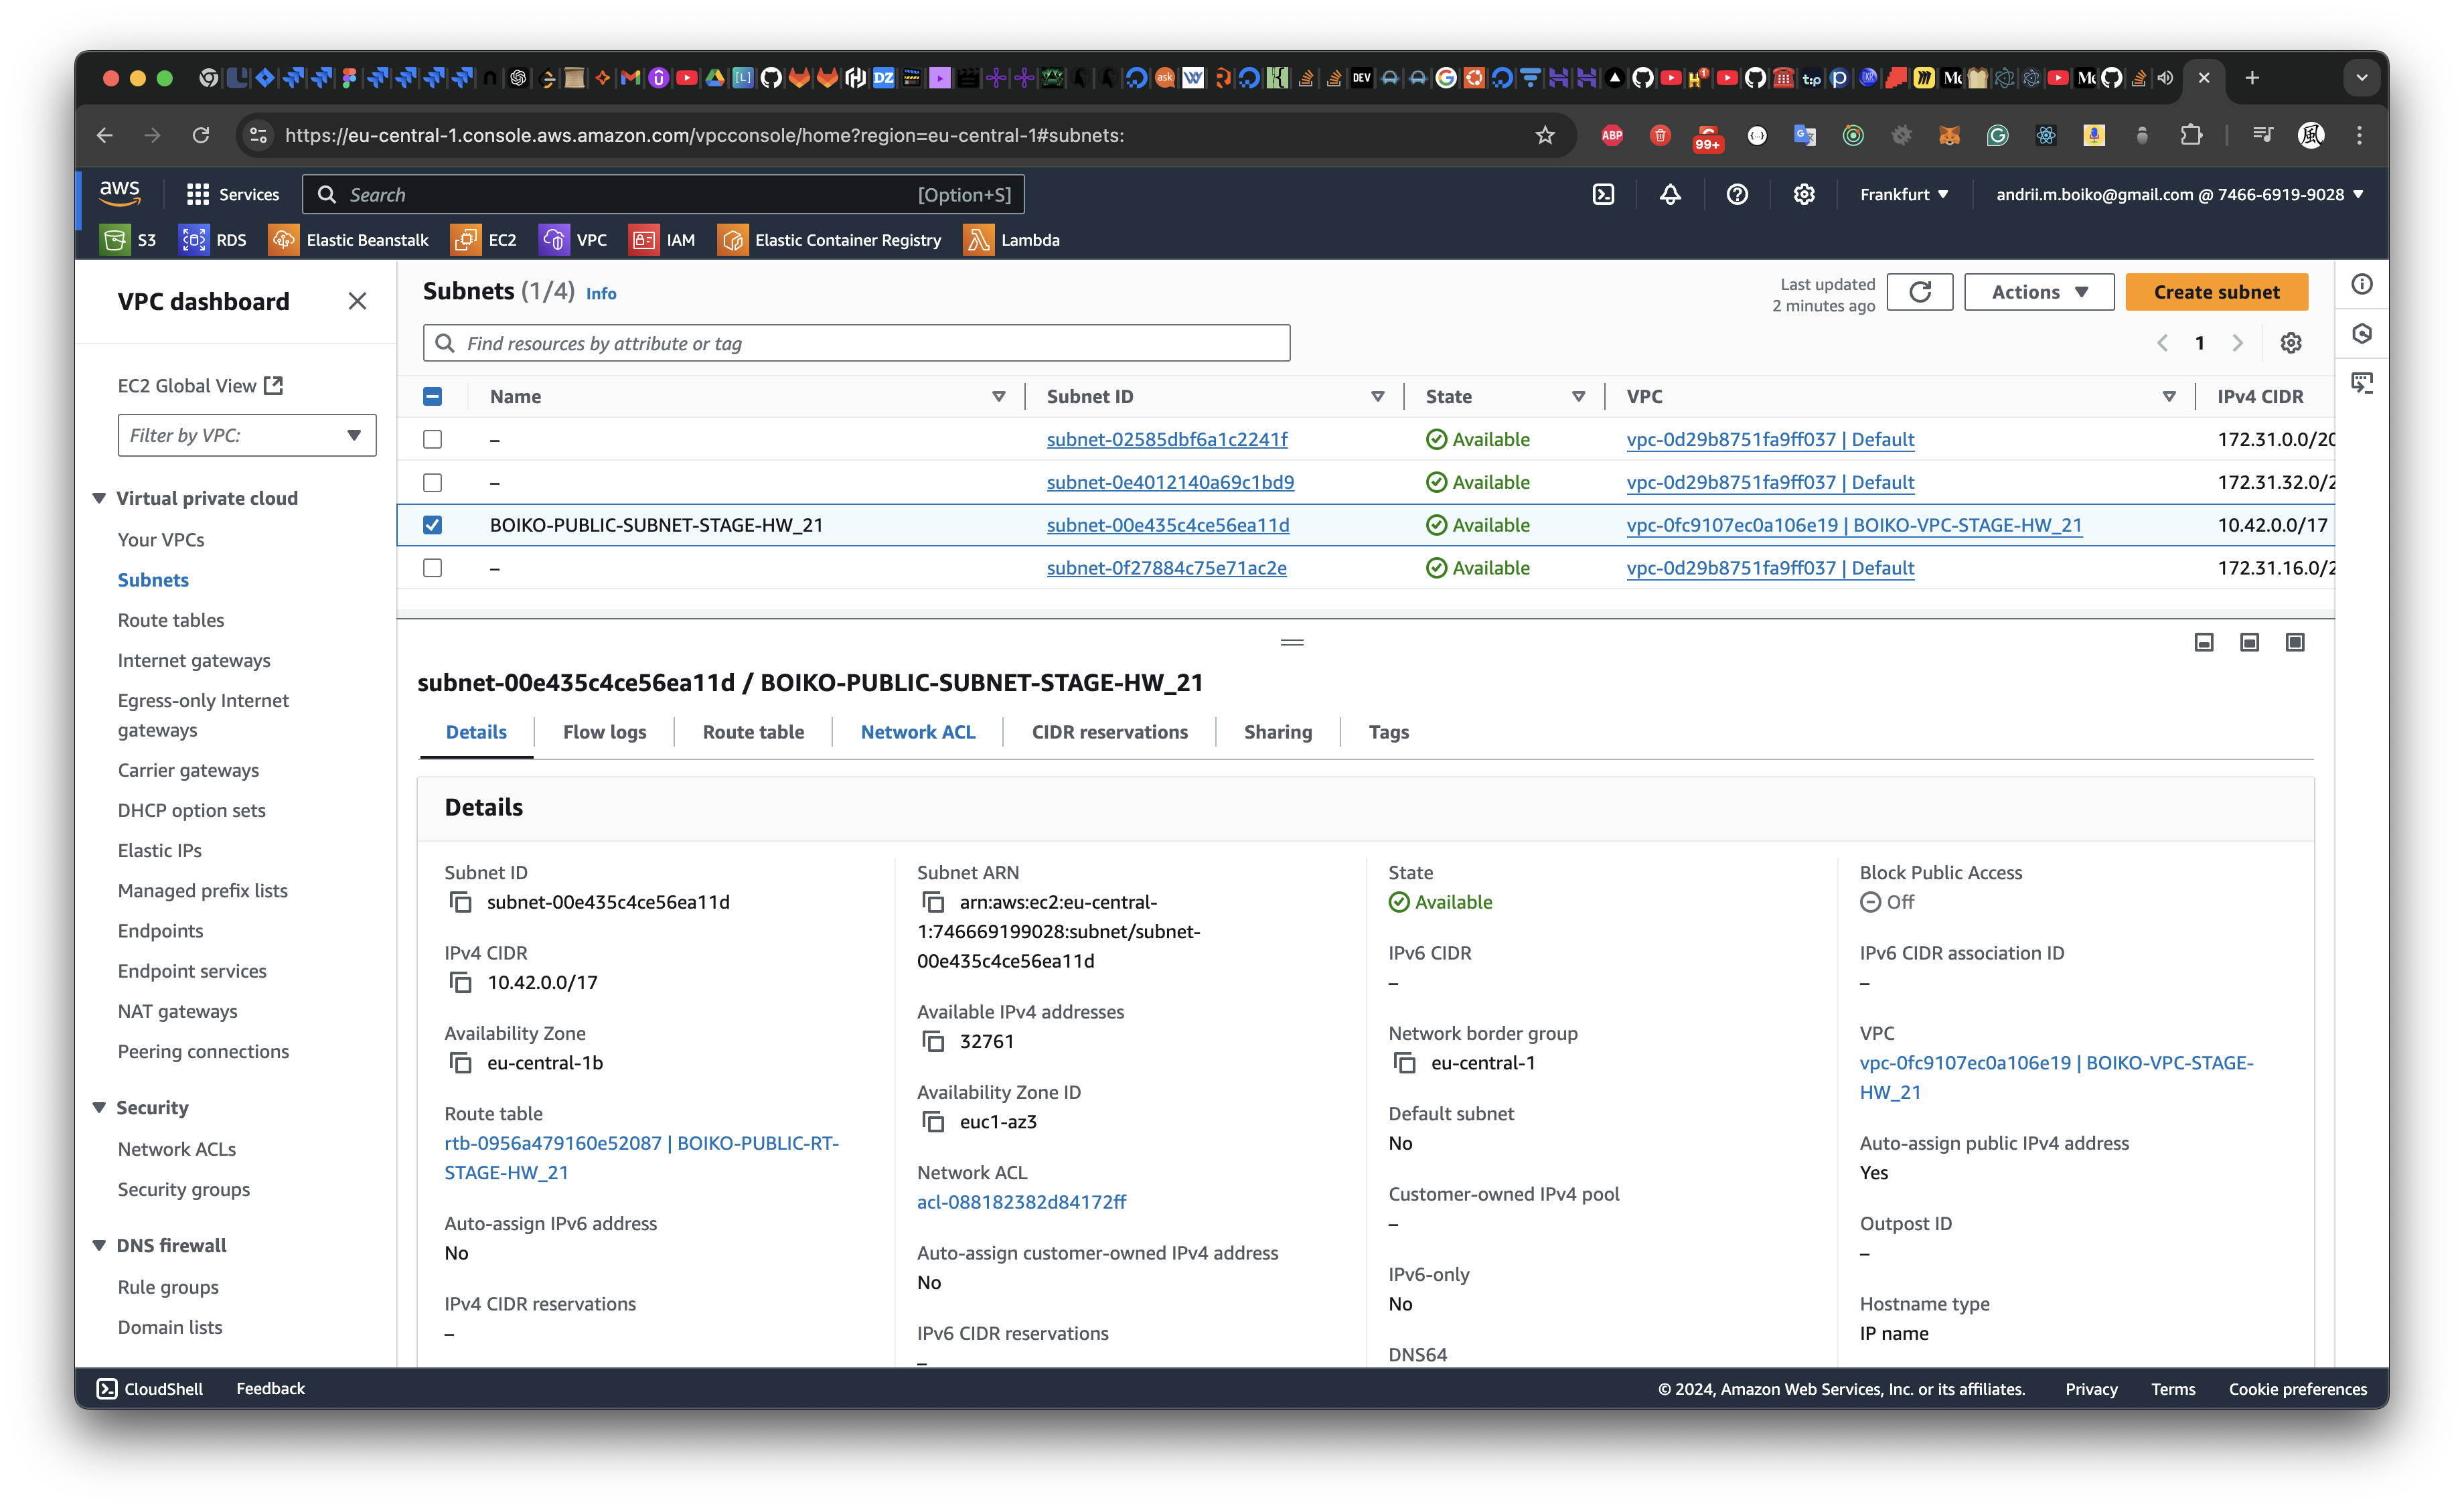 https://eu-central-1.console.aws.amazon.com/vpcconsole/home?region=eu-central-1#subnets:
ABP
99+
aws
Services
Search
[Option+S]
Frankfurt
andrii.m.boiko@gmail.com @ 7466-6919-9028
S3
RDS
Elastic Beanstalk
EC2
VPC
IAM
Elastic Container Registry
Lambda
VPC dashboard
EC2 Global View
Filter by VPC:
Virtual private cloud
Your VPCs
Subnets
Route tables
Internet gateways
Egress-only Internet
gateways
Carrier gateways
DHCP option sets
Elastic IPs
Managed prefix lists
Endpoints
Endpoint services
NAT gateways
Peering connections
Security
Network ACLs
Security groups
DNS firewall
Rule groups
Domain lists
Subnets (1/4) Info
Last updated
2 minutes ago
Actions
Create subnet
Find resources by attribute or tag
1
Name Subnet ID State VPC IPv4 CIDR
– subnet-02585dbf6a1c2241f Available vpc-0d29b8751fa9ff037 | Default 172.31.0.0/20
– subnet-0e4012140a69c1bd9 Available vpc-0d29b8751fa9ff037 | Default 172.31.32.0/2
BOIKO-PUBLIC-SUBNET-STAGE-HW_21 subnet-00e435c4ce56ea11d Available vpc-0fc9107ec0a106e19 | BOIKO-VPC-STAGE-HW_21 10.42.0.0/17
– subnet-0f27884c75e71ac2e Available vpc-0d29b8751fa9ff037 | Default 172.31.16.0/2
subnet-00e435c4ce56ea11d / BOIKO-PUBLIC-SUBNET-STAGE-HW_21
Details Flow logs Route table Network ACL CIDR reservations Sharing Tags
Details
Subnet ID
subnet-00e435c4ce56ea11d
IPv4 CIDR
10.42.0.0/17
Availability Zone
eu-central-1b
Route table
rtb-0956a479160e52087 | BOIKO-PUBLIC-RT-
STAGE-HW_21
Auto-assign IPv6 address
No
IPv4 CIDR reservations
–
Subnet ARN
arn:aws:ec2:eu-central-
1:746669199028:subnet/subnet-
00e435c4ce56ea11d
Available IPv4 addresses
32761
Availability Zone ID
euc1-az3
Network ACL
acl-088182382d84172ff
Auto-assign customer-owned IPv4 address
No
IPv6 CIDR reservations
–
State
Available
IPv6 CIDR
–
Network border group
eu-central-1
Default subnet
No
Customer-owned IPv4 pool
–
IPv6-only
No
DNS64
Block Public Access
Off
IPv6 CIDR association ID
–
VPC
vpc-0fc9107ec0a106e19 | BOIKO-VPC-STAGE-
HW_21
Auto-assign public IPv4 address
Yes
Outpost ID
–
Hostname type
IP name
CloudShell
Feedback
© 2024, Amazon Web Services, Inc. or its affiliates.
Privacy
Terms
Cookie preferences